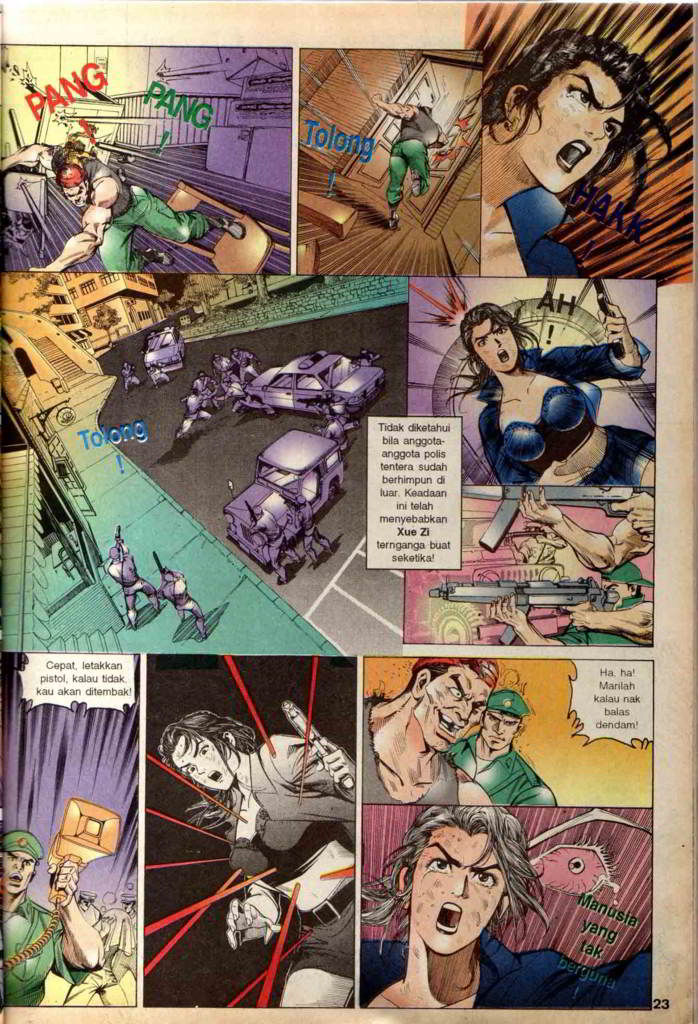 PANG
!
PANG
!
Tolong
!
HAKK
!
Tolong
!
AH
!
Tidak diketahui
bila anggota-
anggota polis
tentera sudah
berhimpun di
luar. Keadaan
ini telah
menyebabkan
Xue Zi
ternganga buat
seketika!
Cepat, letakkan
pistol, kalau tidak,
kau akan ditembak!
Ha, ha!
Marilah
kalau nak
balas
dendam!
Manusia
yang
tak
berguna
!
23